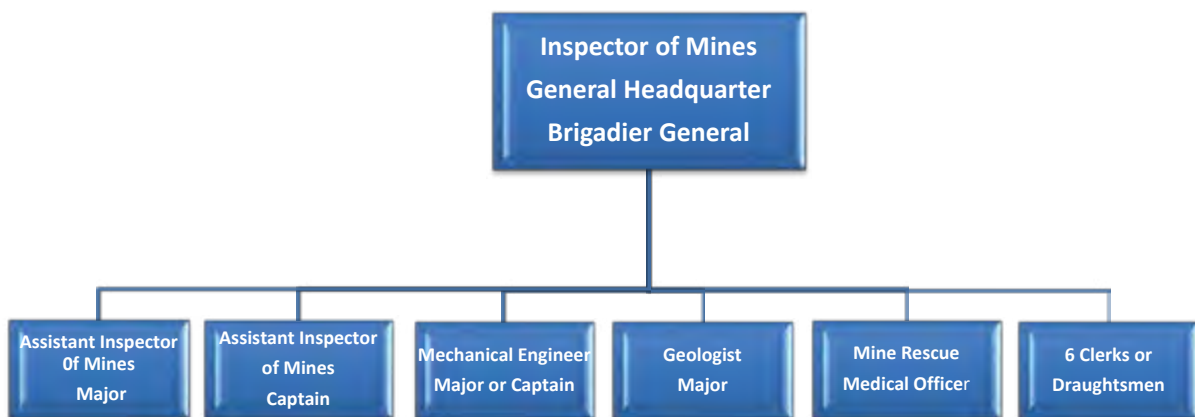 Inspector of Mines
General Headquarter
Brigadier General
Assistant Inspector
0f Mines
Major
Assistant Inspector
of Mines
Captain
Mechanical Engineer
Major or Captain
Geologist
Major
Mine Rescue
Medical Officer
6 Clerks or
Draughtsmen